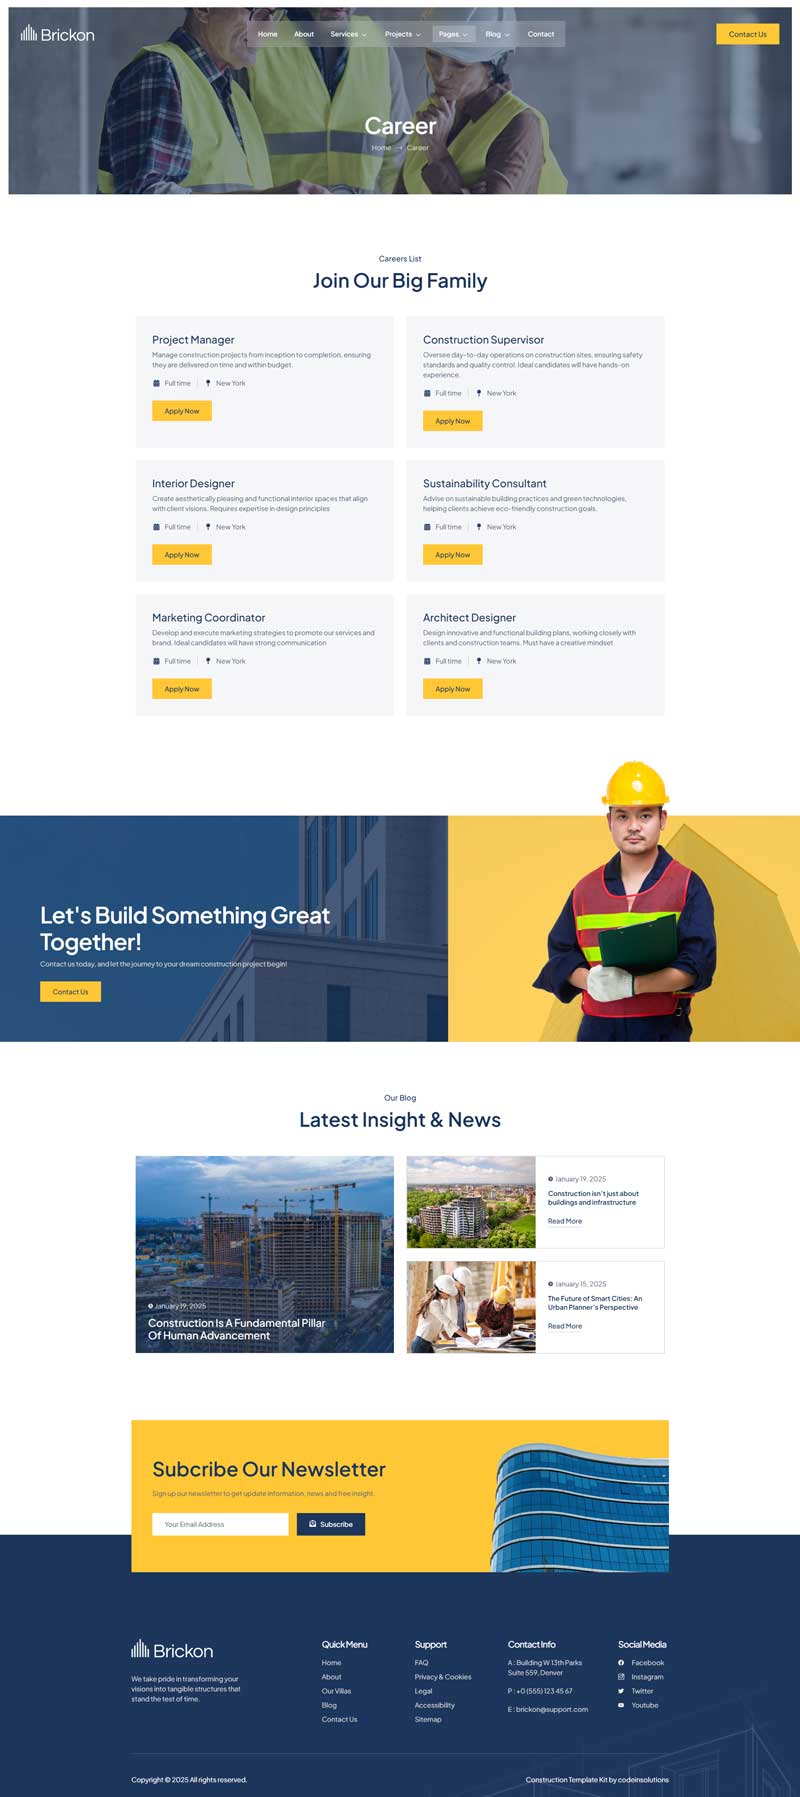 Brickon
Home About Services Projects Pages Blog Contact
Contact Us
Career
Home → Career
Careers List
Join Our Big Family
Project Manager
Manage construction projects from inception to completion, ensuring
they are delivered on time and within budget.
Full time | New York
Apply Now
Construction Supervisor
Oversee day-to-day operations on construction sites, ensuring safety
standards and quality control. Ideal candidates will have hands-on
experience.
Full time | New York
Apply Now
Interior Designer
Create aesthetically pleasing and functional interior spaces that align
with client visions. Requires expertise in design principles
Full time | New York
Apply Now
Sustainability Consultant
Advise on sustainable building practices and green technologies,
helping clients achieve eco-friendly construction goals.
Full time | New York
Apply Now
Marketing Coordinator
Develop and execute marketing strategies to promote our services and
brand. Ideal candidates will have strong communication
Full time | New York
Apply Now
Architect Designer
Design innovative and functional building plans, working closely with
clients and construction teams. Must have a creative mindset
Full time | New York
Apply Now
Let's Build Something Great
Together!
Contact us today, and let the journey to your dream construction project begin!
Contact Us
Our Blog
Latest Insight & News
January 19, 2025
Construction Is A Fundamental Pillar
Of Human Advancement
January 19, 2025
Construction isn't just about
buildings and infrastructure
Read More
January 15, 2025
The Future of Smart Cities: An
Urban Planner's Perspective
Read More
Subcribe Our Newsletter
Sign up our newsletter to get update information, news and free insight.
Your Email Address
Subscribe
Brickon
We take pride in transforming your
visions into tangible structures that
stand the test of time.
Quick Menu
Home
About
Our Villas
Blog
Contact Us
Support
FAQ
Privacy & Cookies
Legal
Accessibility
Sitemap
Contact Info
A : Building W 13th Parks
Suite 559, Denver
P : +0 (555) 123 45 67
E : brickon@support.com
Social Media
Facebook
Instagram
Twitter
Youtube
Copyright © 2025 All rights reserved.
Construction Template Kit by codeinsolutions